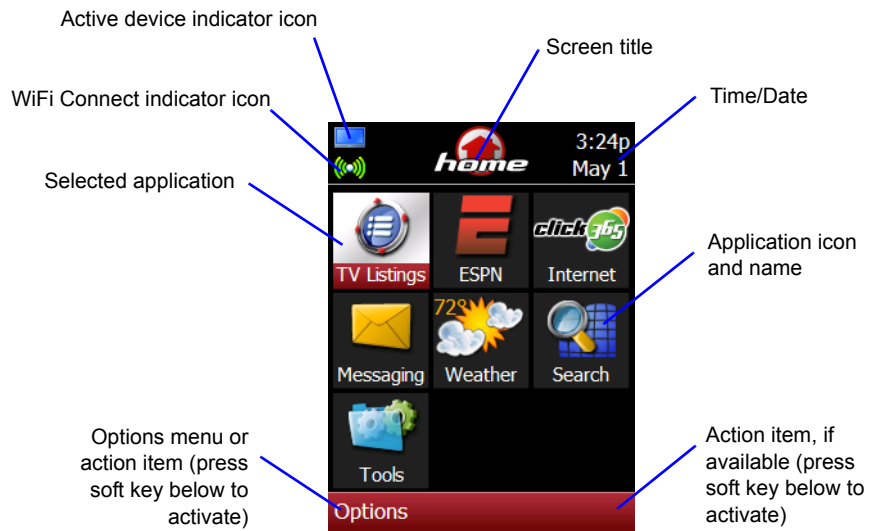 Active device indicator icon
Screen title
WiFi Connect indicator icon
Time/Date
3:24p
home
May 1
Selected application
TV Listings
ESPN
click 365
Internet
Application icon
and name
72°
Messaging
Weather
Search
Options menu or
action item (press
soft key below to
activate)
Tools
Action item, if
available (press
soft key below to
activate)
Options